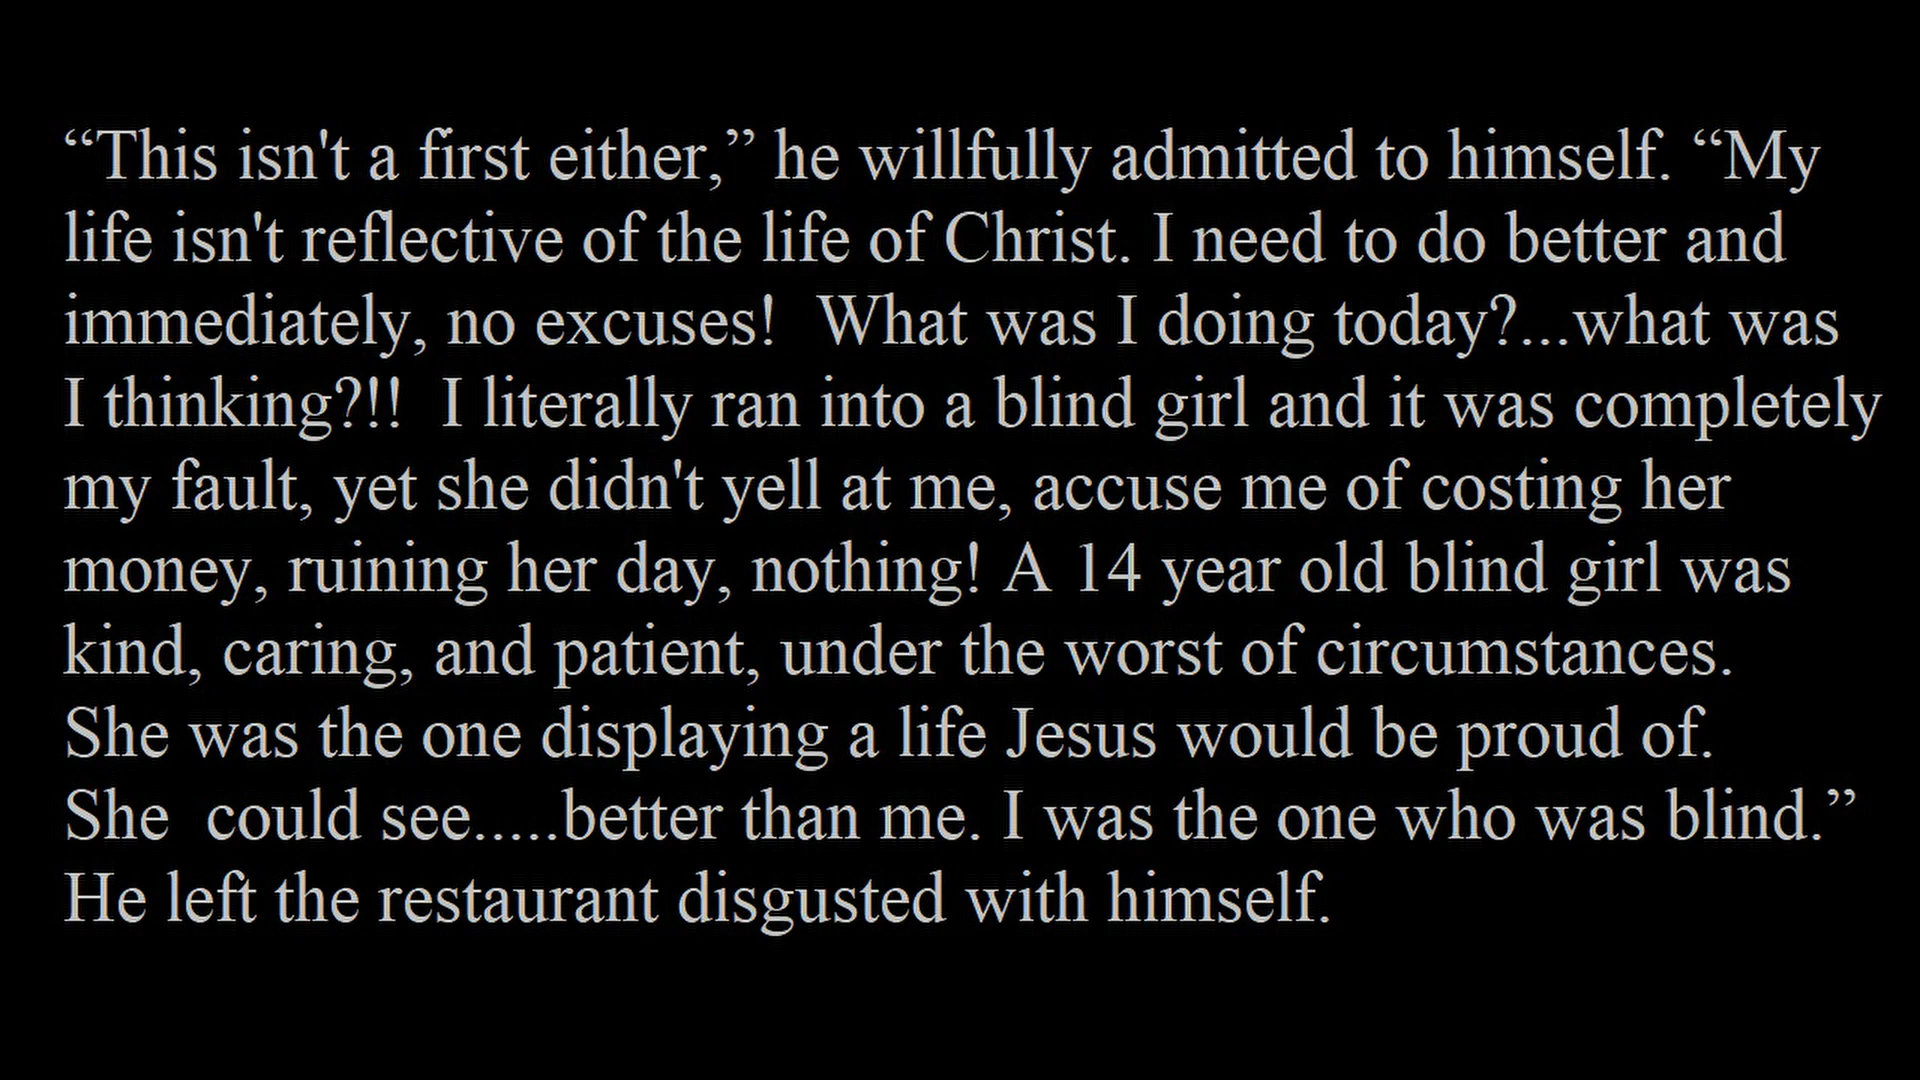 “This isn't a first either,” he willfully admitted to himself. “My
life isn't reflective of the life of Christ. I need to do better and
immediately, no excuses!  What was I doing today?...what was
I thinking?!!  I literally ran into a blind girl and it was completely
my fault, yet she didn't yell at me, accuse me of costing her
money, ruining her day, nothing! A 14 year old blind girl was
kind, caring, and patient, under the worst of circumstances.
She was the one displaying a life Jesus would be proud of.
She  could see.....better than me. I was the one who was blind.”
He left the restaurant disgusted with himself.